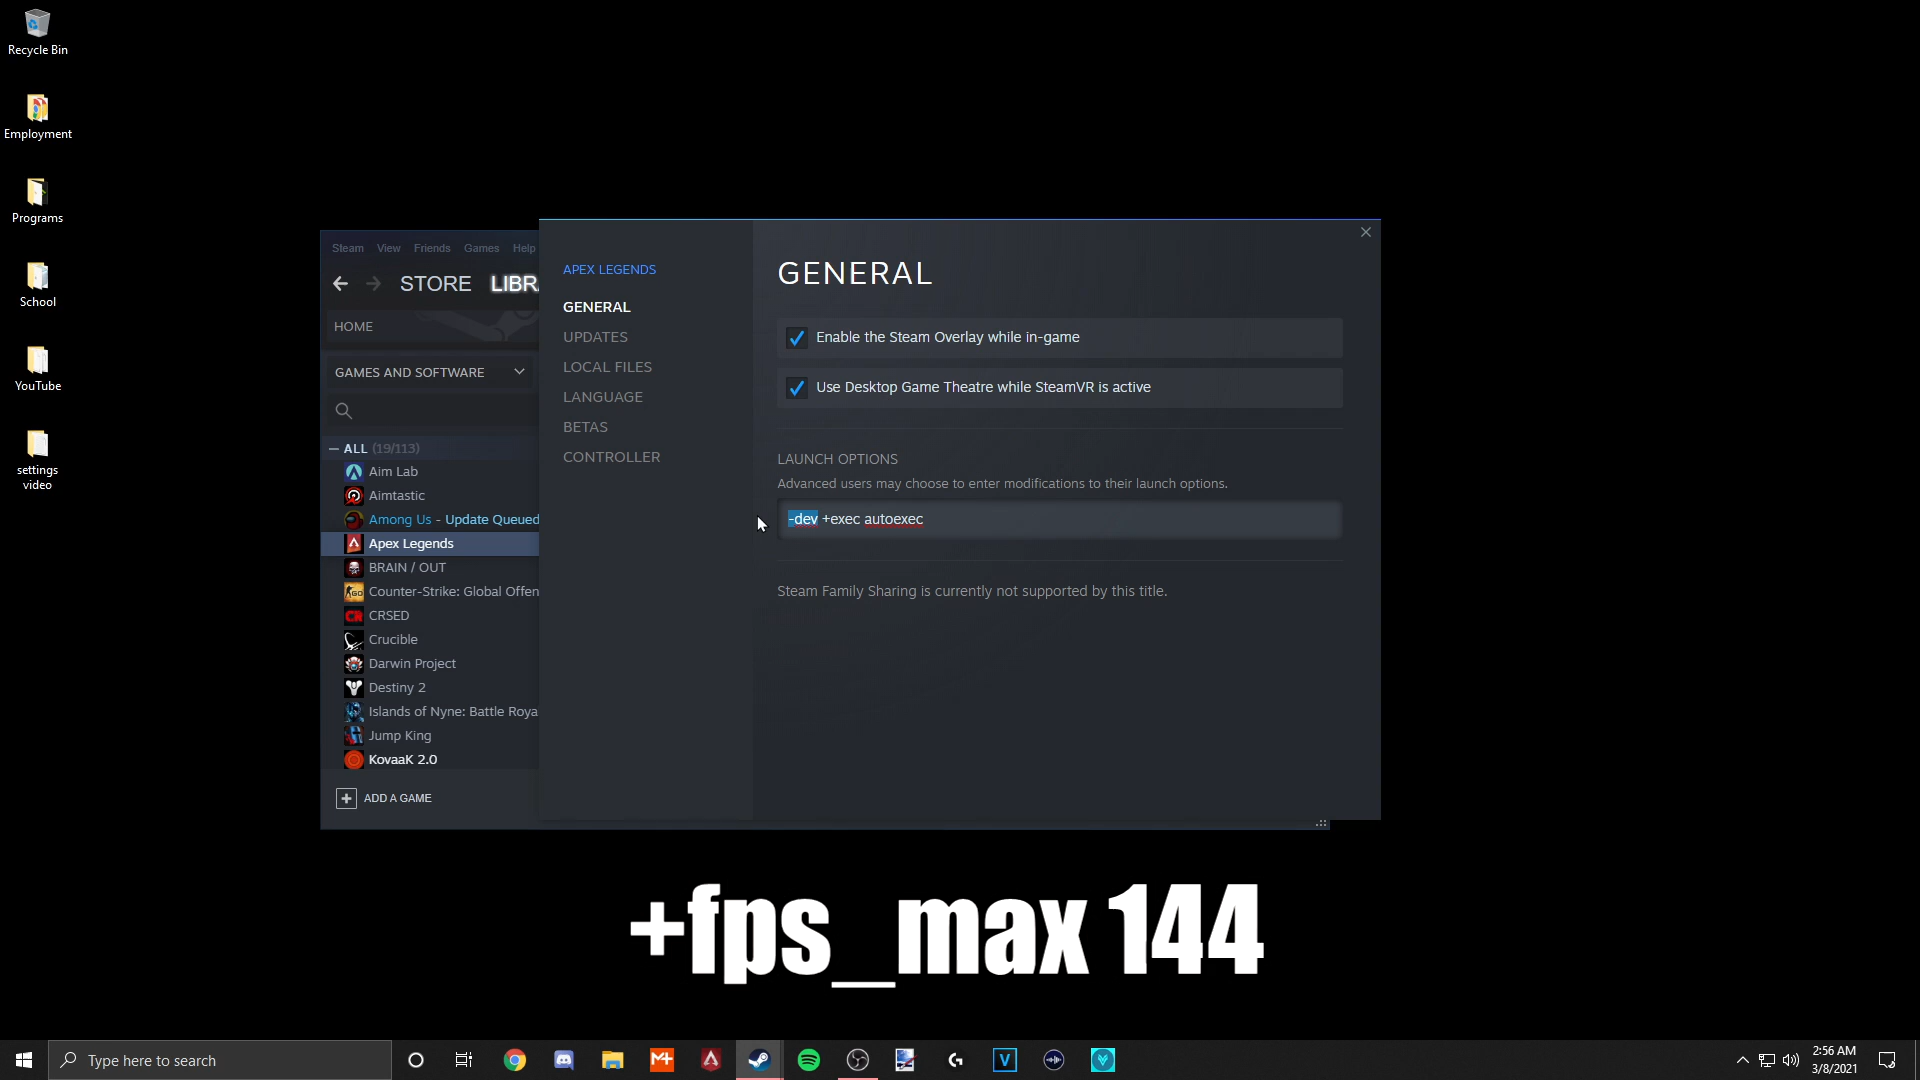 Recycle Bin
Employment
Programs
School
YouTube
settings
video
Steam View Friends Games Help
STORE LIBRA
HOME
GAMES AND SOFTWARE
ALL (19/113)
Aim Lab
Aimtastic
Among Us - Update Queued
Apex Legends
BRAIN / OUT
Counter-Strike: Global Offen
CRSED
Crucible
Darwin Project
Destiny 2
Islands of Nyne: Battle Roya
Jump King
KovaaK 2.0
ADD A GAME
APEX LEGENDS
GENERAL
UPDATES
LOCAL FILES
LANGUAGE
BETAS
CONTROLLER
GENERAL
Enable the Steam Overlay while in-game
Use Desktop Game Theatre while SteamVR is active
LAUNCH OPTIONS
Advanced users may choose to enter modifications to their launch options.
-dev +exec autoexec
Steam Family Sharing is currently not supported by this title.
+fps_max 144
Type here to search
2:56 AM
3/8/2021